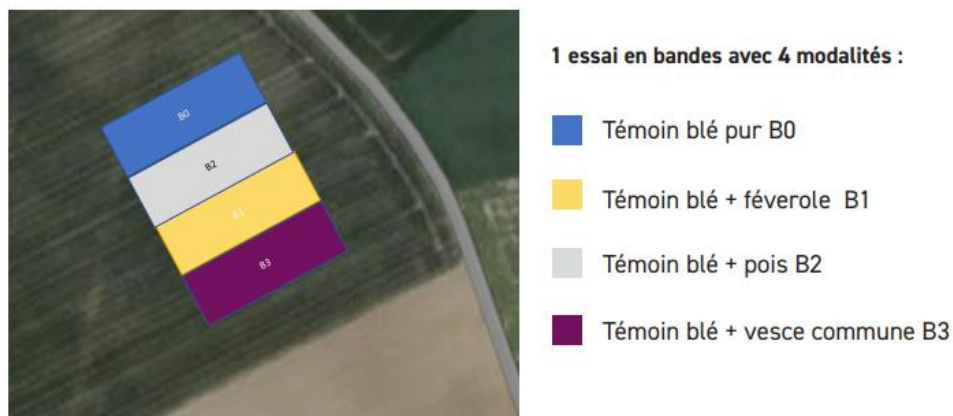 1 essai en bandes avec 4 modalités :
B0
B2
B1
B3
Témoin blé pur B0
Témoin blé + féverole B1
Témoin blé + pois B2
Témoin blé + vesce commune B3